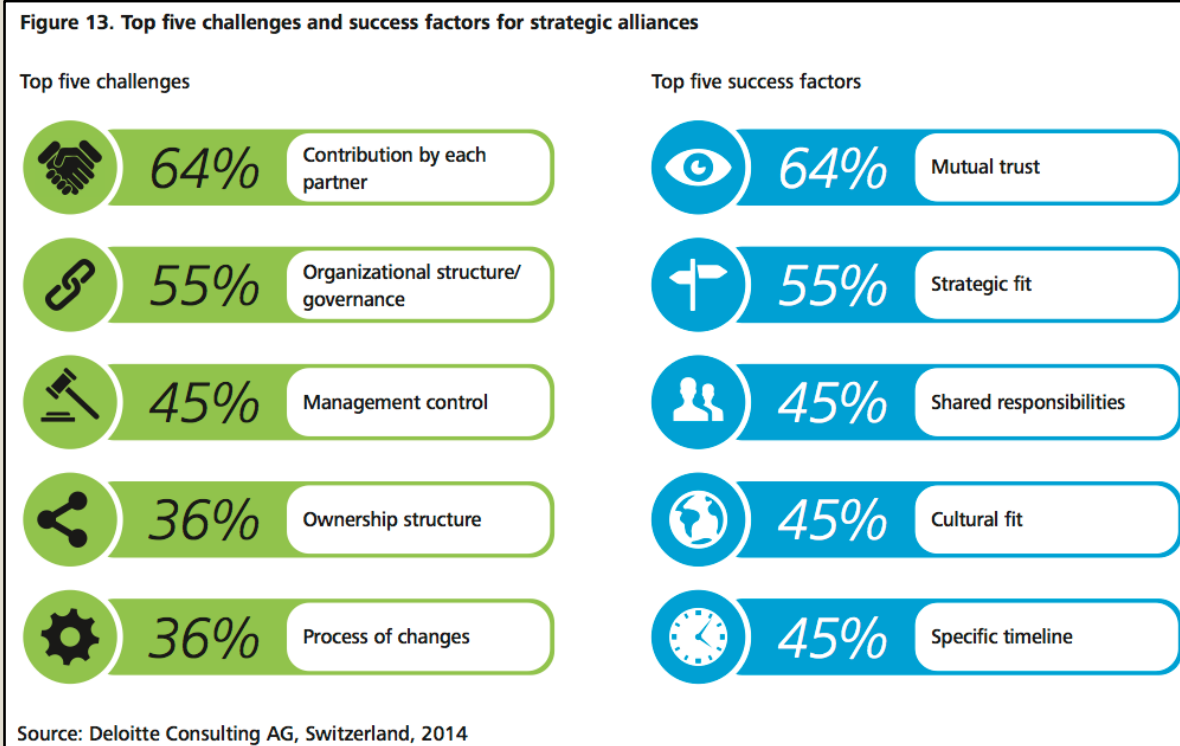 Figure 13. Top five challenges and success factors for strategic alliances
Top five challenges
64%
Contribution by each
partner
55%
Organizational structure/
governance
45%
Management control
36%
Ownership structure
36%
Process of changes
Top five success factors
64%
Mutual trust
55%
Strategic fit
45%
Shared responsibilities
45%
Cultural fit
45%
Specific timeline
Source: Deloitte Consulting AG, Switzerland, 2014